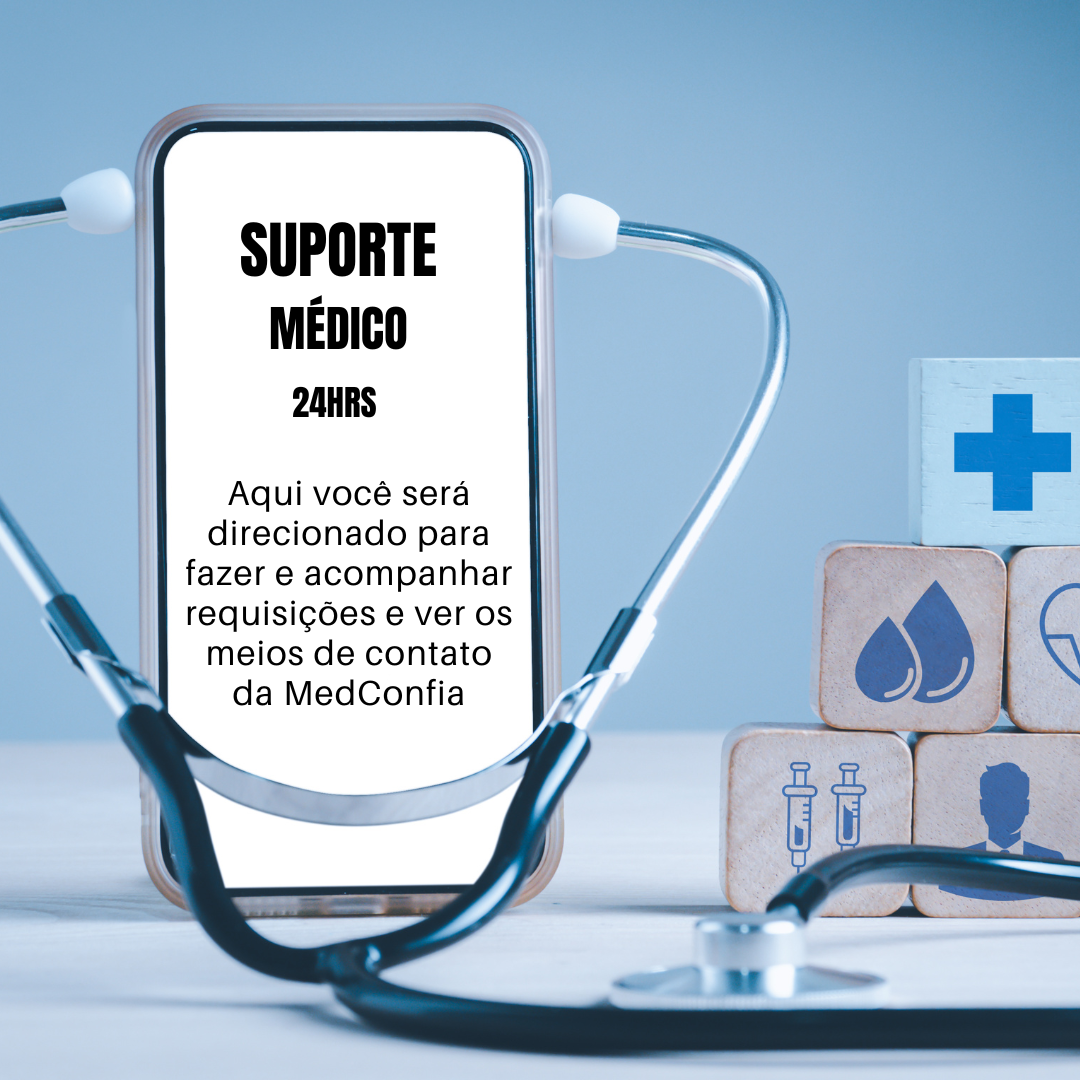 SUPORTE
MÉDICO
24HRS
Aqui você será
direcionado para
fazer e acompanhar
requisições e ver os
meios de contato
da MedConfia